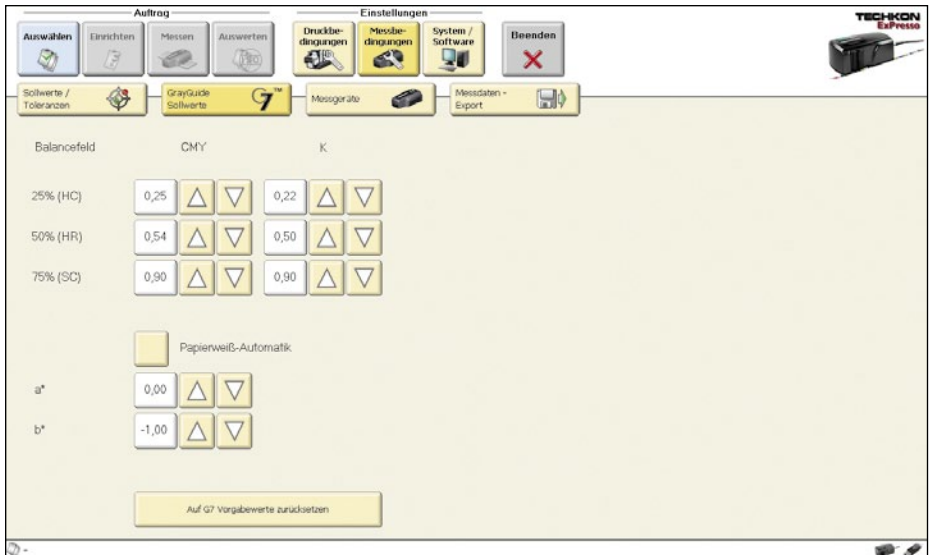 Auftrag
Einstellungen
Auswählen
Einrichten
Messen
Auswerten
Druckbe-
dingungen
Messbe-
dingungen
System /
Software
Beenden
TECHKON
ExPresso
Sollwerte /
Toleranzen
GrayGuide
Sollwerte
G7™
Messgeräte
Messdaten -
Export
Balancefeld CMY K
25% (HC) 0,25 0,22
50% (HR) 0,54 0,50
75% (SC) 0,90 0,90
Papierweiß-Automatik
a* 0,00
b* -1,00
Auf G7 Vorgabewerte zurücksetzen
-